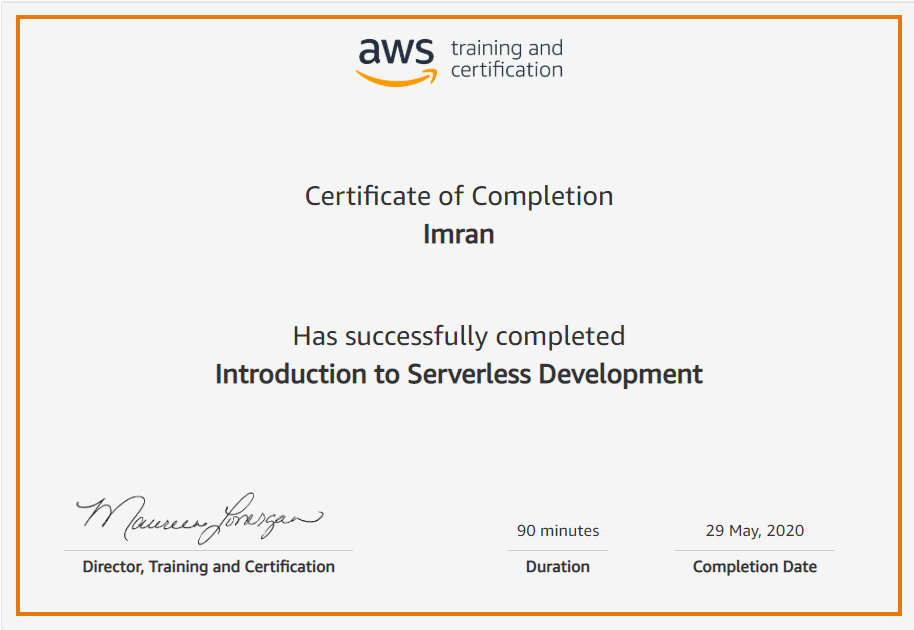 aws training and
certification
Certificate of Completion
Imran
Has successfully completed
Introduction to Serverless Development
Maureen Lonergan
90 minutes
29 May, 2020
Director, Training and Certification
Duration
Completion Date